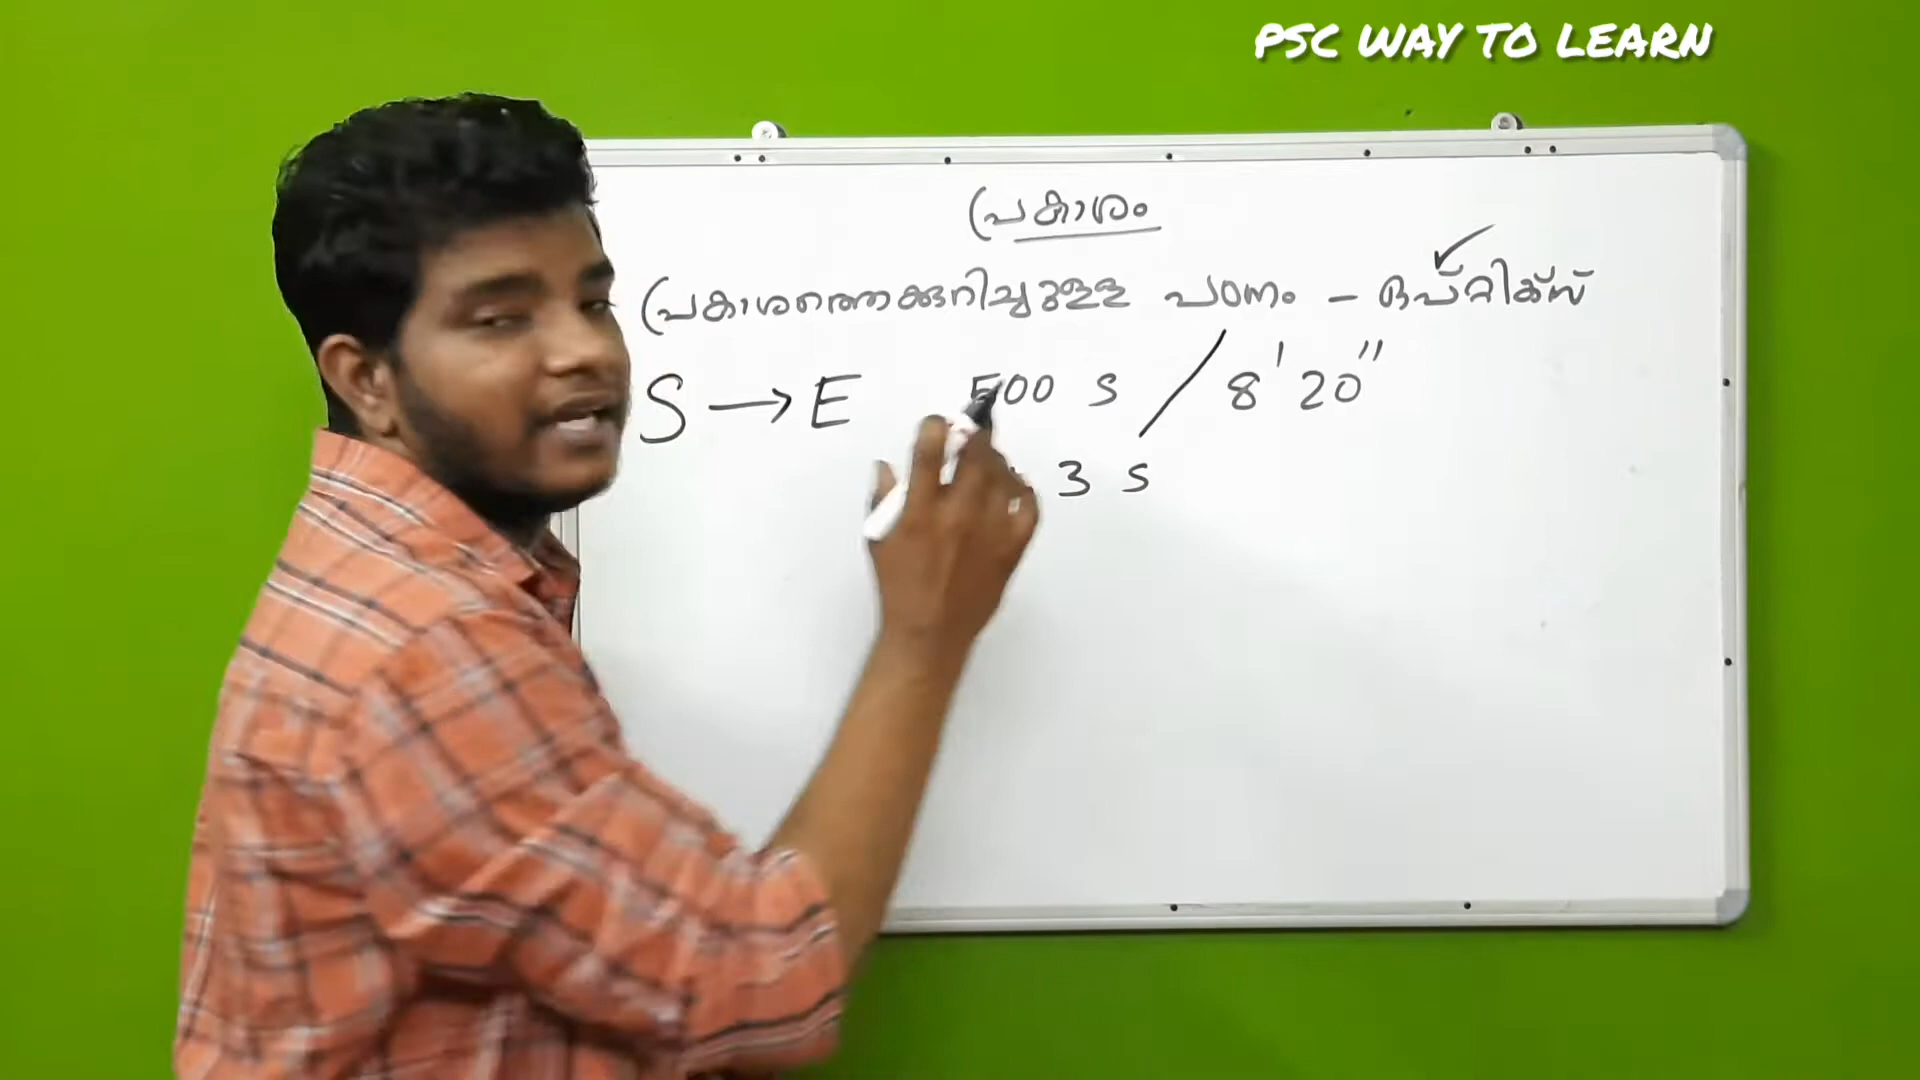 PSC WAY TO LEARN
പ്രകാശം
പ്രകാശത്തെക്കുറിച്ചുള്ള പഠനം - ഒപ്റ്റിക്സ്
S → E 500 S / 8' 20"
3 S